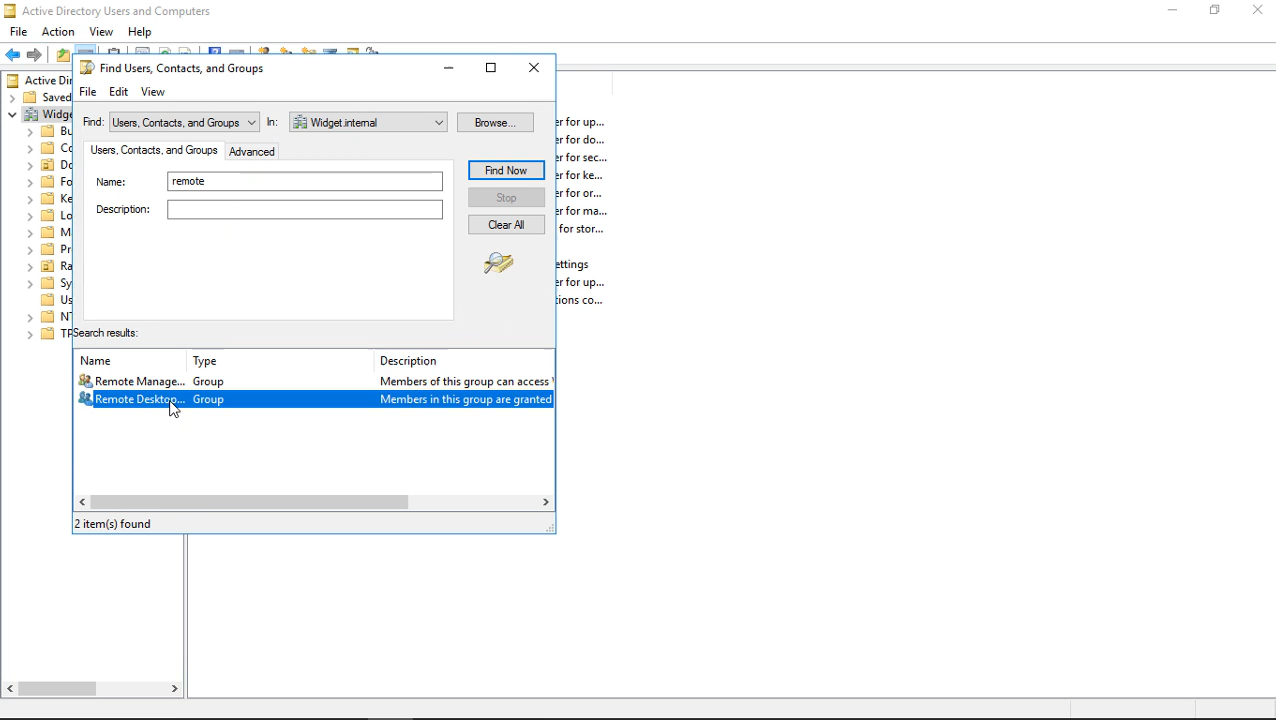 Active Directory Users and Computers
File Action View Help
Find Users, Contacts, and Groups
File Edit View
Find: Users, Contacts, and Groups In: Widget.internal Browse...
Users, Contacts, and Groups Advanced
Name: remote
Description:
Find Now
Stop
Clear All
Search results:
Name Type Description
Remote Manage... Group Members of this group can access
Remote Desktop... Group Members in this group are granted
2 item(s) found
Active Dir
Saved
Widge
Bu
Co
Do
Fo
Ke
Lo
M
Pr
Ra
Sy
Us
NT
TP
er for up...
er for do...
er for sec...
er for ke...
er for or...
er for ma...
for stor...
ettings
er for up...
ions co...